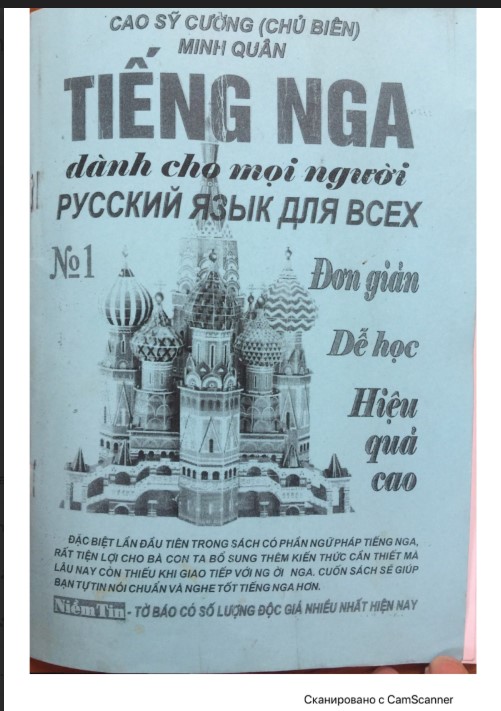 CAO SỸ CƯỜNG (CHỦ BIÊN)
MINH QUÂN
TIẾNG NGA
dành cho mọi người
РУССКИЙ ЯЗЫК ДЛЯ ВСЕХ
№1
Đơn giản
Dễ học
Hiệu
quả
cao
ĐẶC BIỆT LẦN ĐẦU TIÊN TRONG SÁCH CÓ PHẦN NGỮ PHÁP TIẾNG NGA,
RẤT TIỆN LỢI CHO BÀ CON TA BỔ SUNG THÊM KIẾN THỨC CẦN THIẾT MÀ
LÂU NAY CÒN THIẾU KHI GIAO TIẾP VỚI NG ỜI NGA. CUỐN SÁCH SẼ GIÚP
BẠN TỰ TIN NÓI CHUẨN VÀ NGHE TỐT TIẾNG NGA HƠN.
NiềmTin - TỜ BÁO CÓ SỐ LƯỢNG ĐỘC GIẢ NHIỀU NHẤT HIỆN NAY
Сканировано с CamScanner